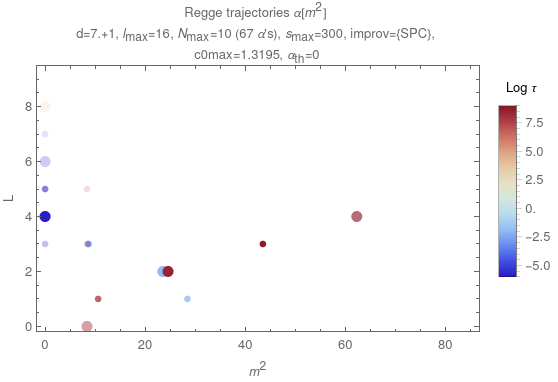 Regge trajectories α[m²]
d=7.+1, lmax=16, Nmax=10 (67 α's), smax=300, improv={SPC},
c0max=1.3195, αth=0
Log τ
8
6
4
2
0
L
0
20
40
60
80
m²
7.5
5.0
2.5
0.
−2.5
−5.0